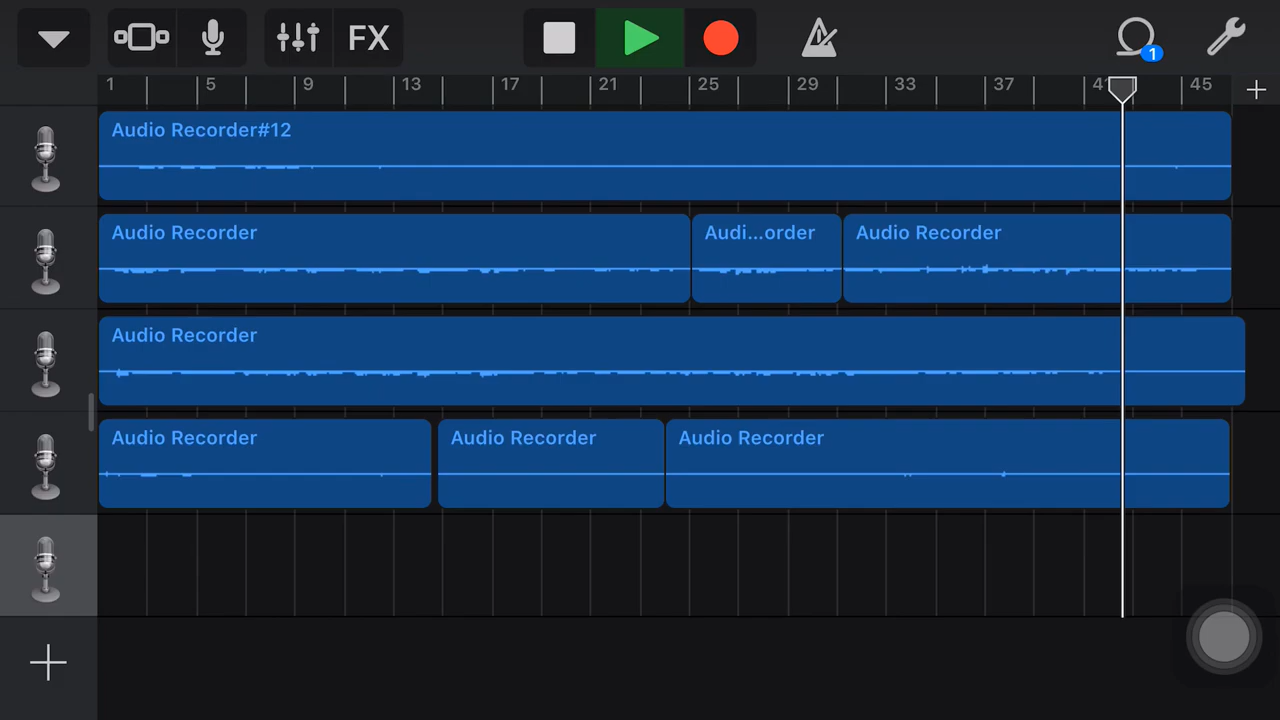 FX
1
1 5 9 13 17 21 25 29 33 37 41 45
Audio Recorder#12
Audio Recorder Audi...order Audio Recorder
Audio Recorder
Audio Recorder Audio Recorder Audio Recorder